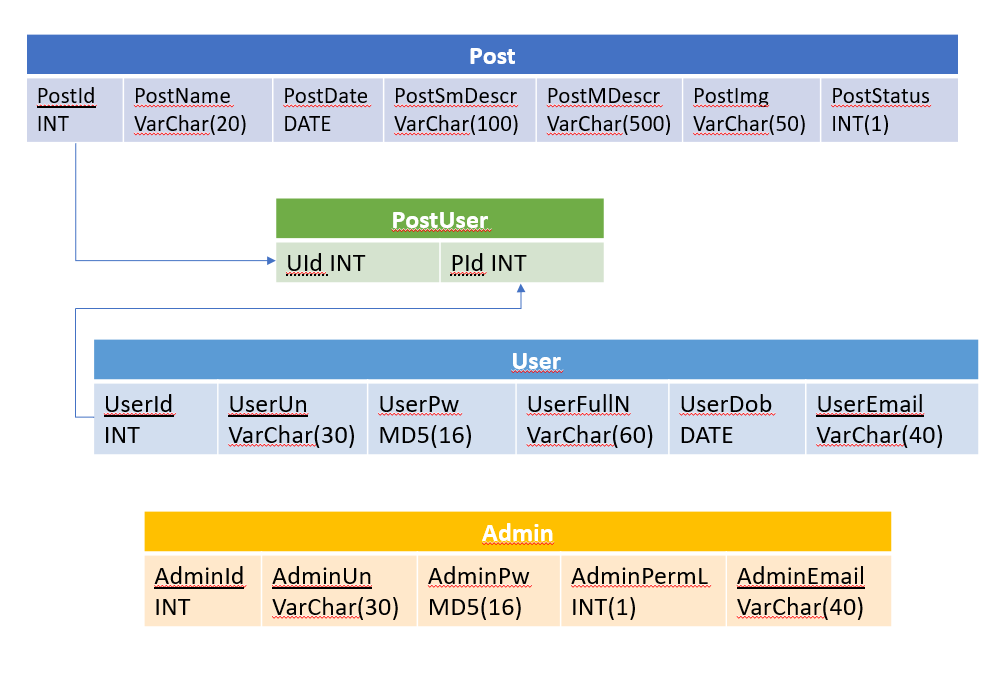 Post
PostId PostName PostDate PostSmDescr PostMDescr PostImg PostStatus
INT VarChar(20) DATE VarChar(100) VarChar(500) VarChar(50) INT(1)
PostUser
UId INT PId INT
User
UserId UserUn UserPw UserFullN UserDob UserEmail
INT VarChar(30) MD5(16) VarChar(60) DATE VarChar(40)
Admin
AdminId AdminUn AdminPw AdminPermL AdminEmail
INT VarChar(30) MD5(16) INT(1) VarChar(40)